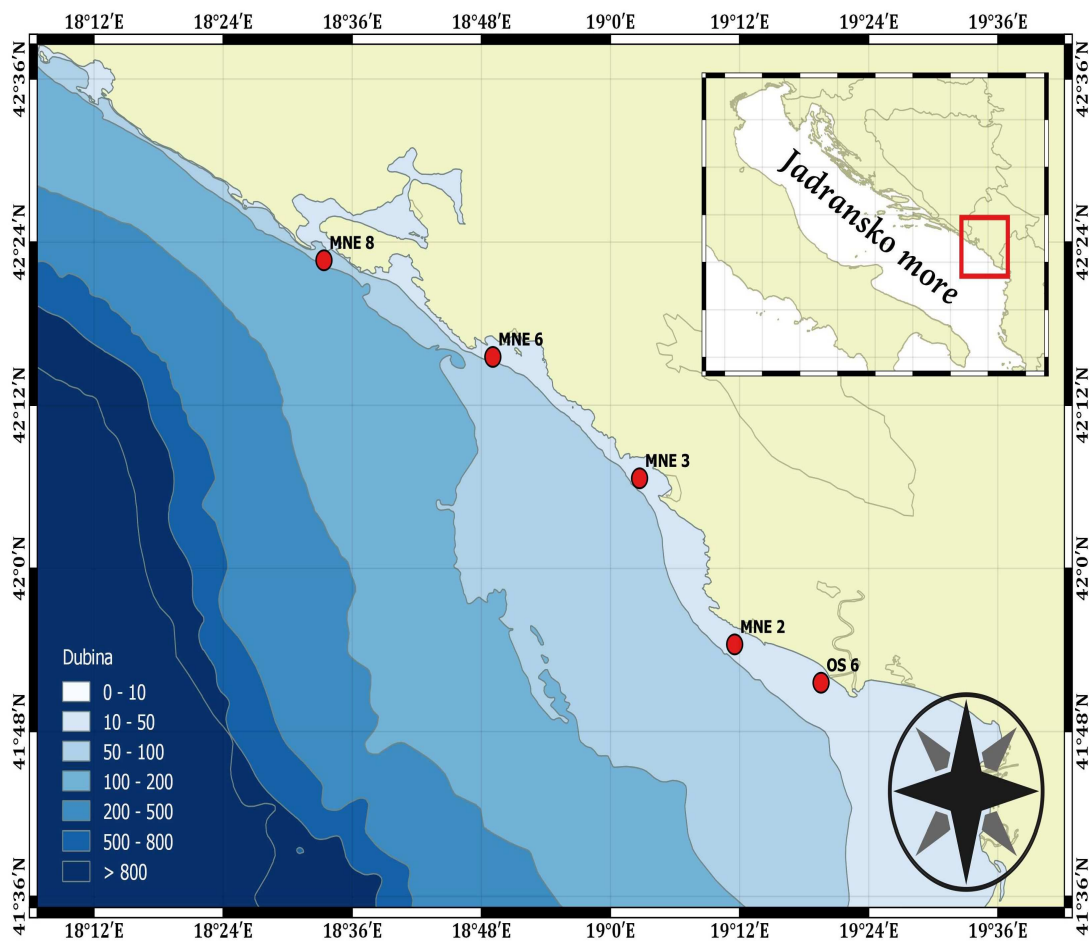 18°12′E 18°24′E 18°36′E 18°48′E 19°0′E 19°12′E 19°24′E 19°36′E
42°36′N
42°36′N
Jadransko more
42°24′N
42°24′N
MNE 8
MNE 6
42°12′N
42°12′N
MNE 3
42°0′N
42°0′N
MNE 2
OS 6
Dubina
0 - 10
10 - 50
50 - 100
100 - 200
200 - 500
500 - 800
> 800
41°48′N
41°48′N
41°36′N
41°36′N
18°12′E 18°24′E 18°36′E 18°48′E 19°0′E 19°12′E 19°24′E 19°36′E